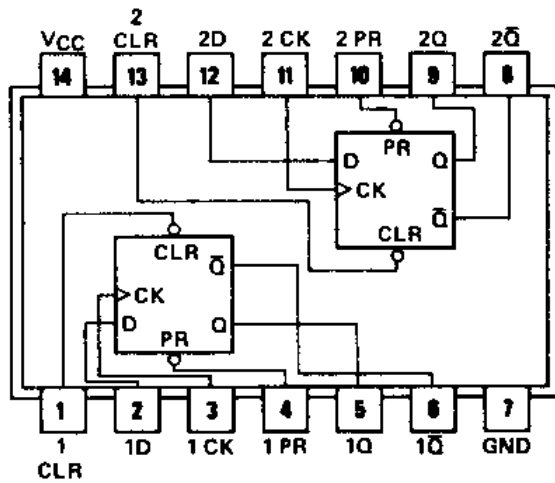 2
VCC CLR 2D 2 CK 2 PR 2Q 2Q̅
14 13 12 11 10 9 8
PR
D Q
CK
Q̅
CLR
CLR Q̅
CK
D Q
PR
1 2 3 4 5 6 7
1 1D 1 CK 1 PR 1Q 1Q̅ GND
CLR